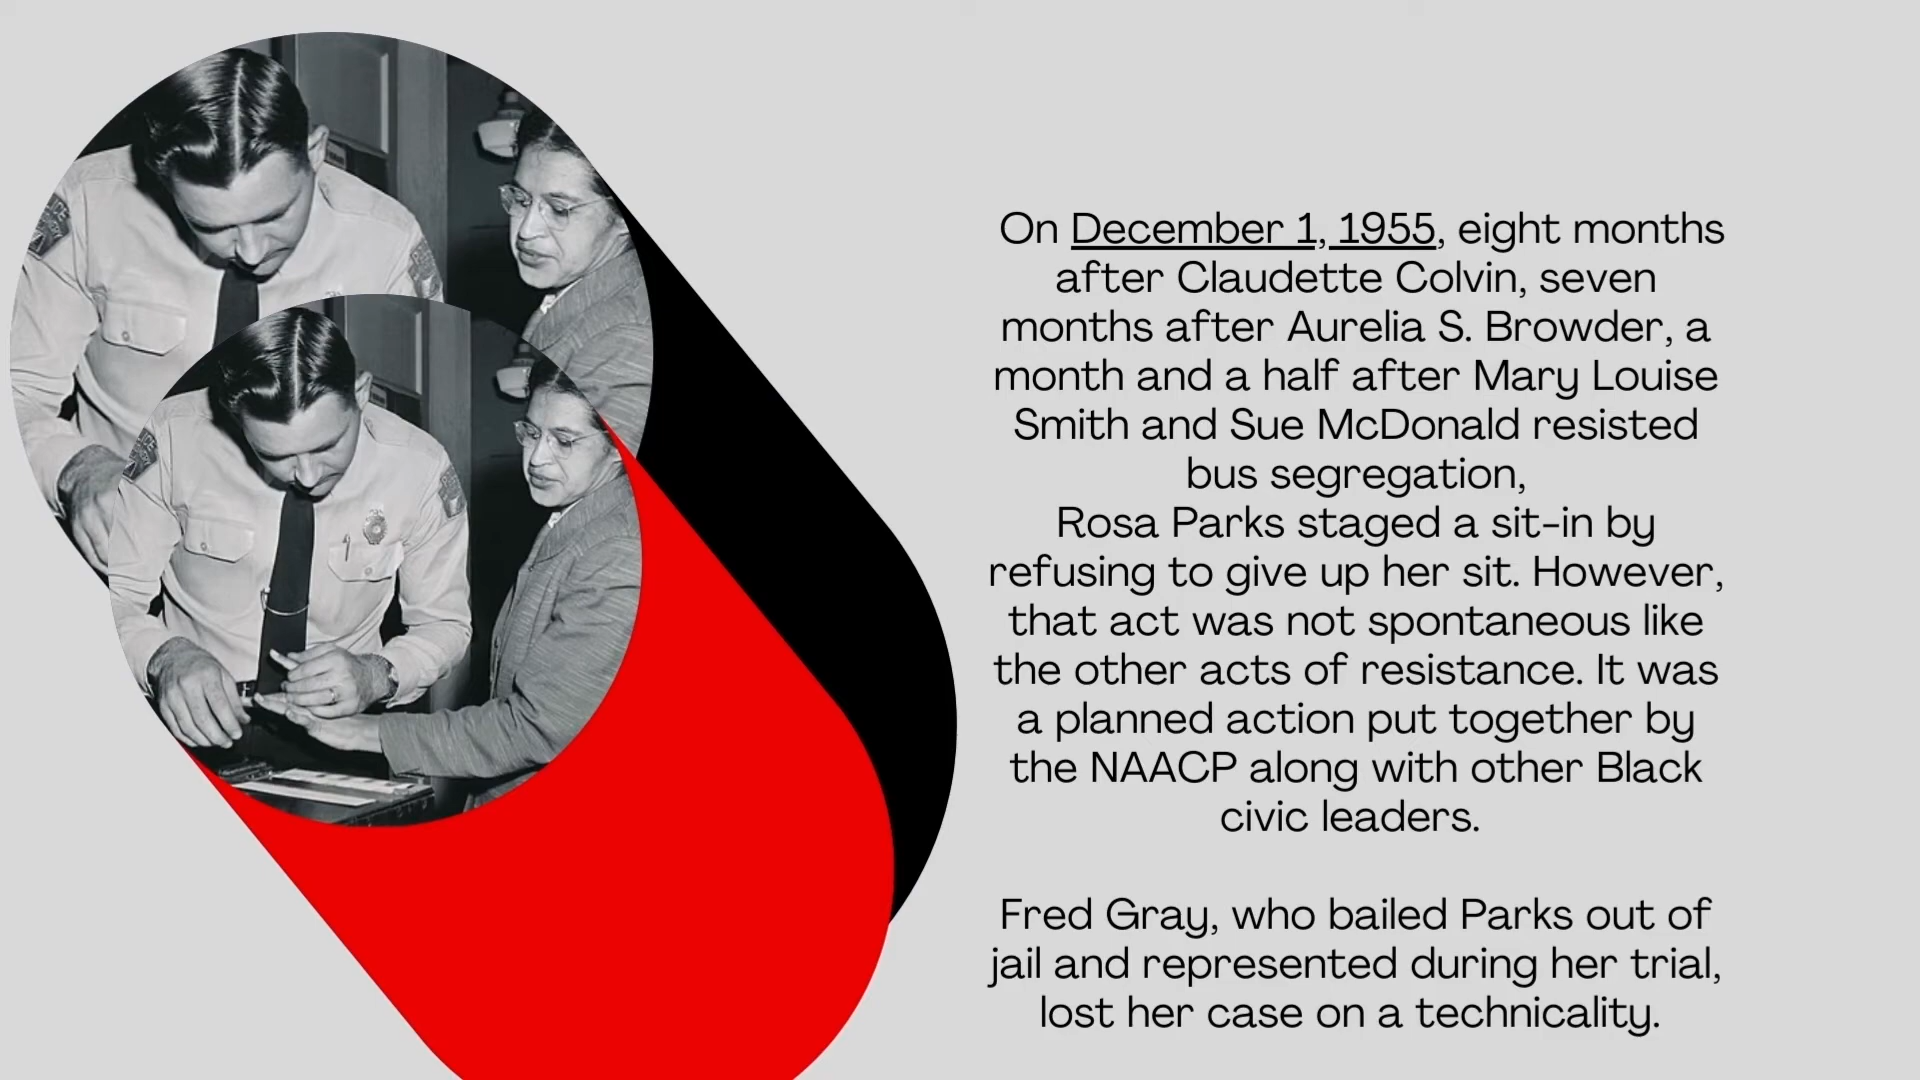 On December 1, 1955, eight months
after Claudette Colvin, seven
months after Aurelia S. Browder, a
month and a half after Mary Louise
Smith and Sue McDonald resisted
bus segregation,
Rosa Parks staged a sit-in by
refusing to give up her sit. However,
that act was not spontaneous like
the other acts of resistance. It was
a planned action put together by
the NAACP along with other Black
civic leaders.
Fred Gray, who bailed Parks out of
jail and represented during her trial,
lost her case on a technicality.